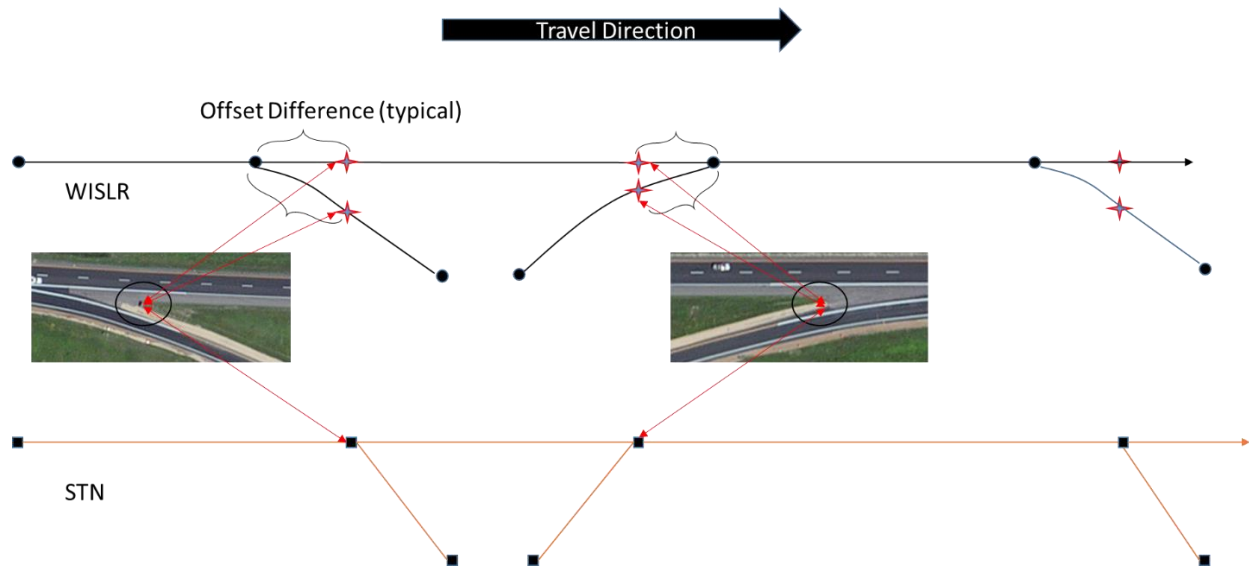 Travel Direction
Offset Difference (typical)
WISLR
STN